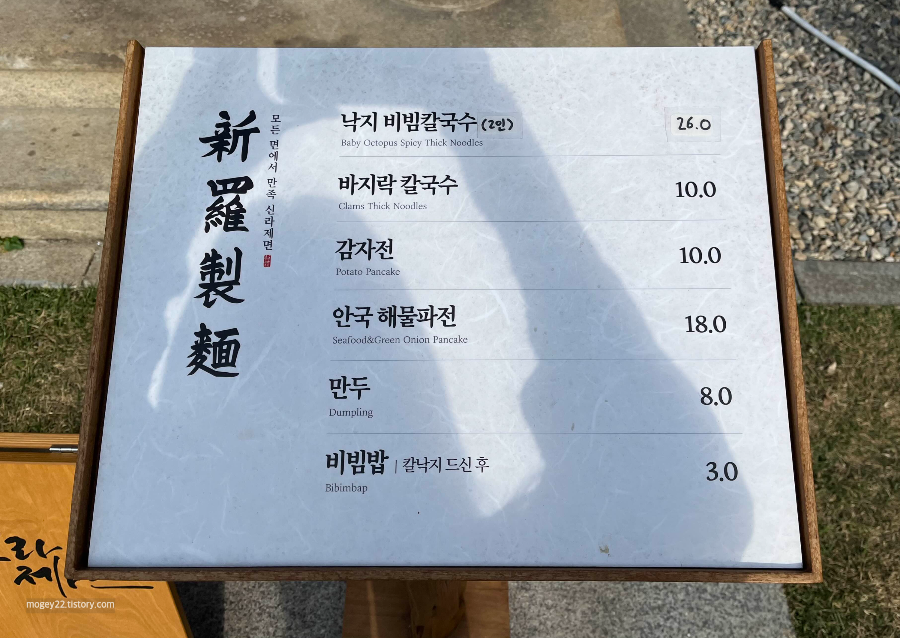 新羅製麵
모든 면에서 만족 신라제면
낙지 비빔칼국수 (2인) 26.0
Baby Octopus Spicy Thick Noodles
바지락 칼국수 10.0
Clams Thick Noodles
감자전 10.0
Potato Pancake
안국 해물파전 18.0
Seafood&Green Onion Pancake
만두 8.0
Dumpling
비빔밥 | 칼낙지 드신 후 3.0
Bibimbap
라
제
mogey22.tistory.com